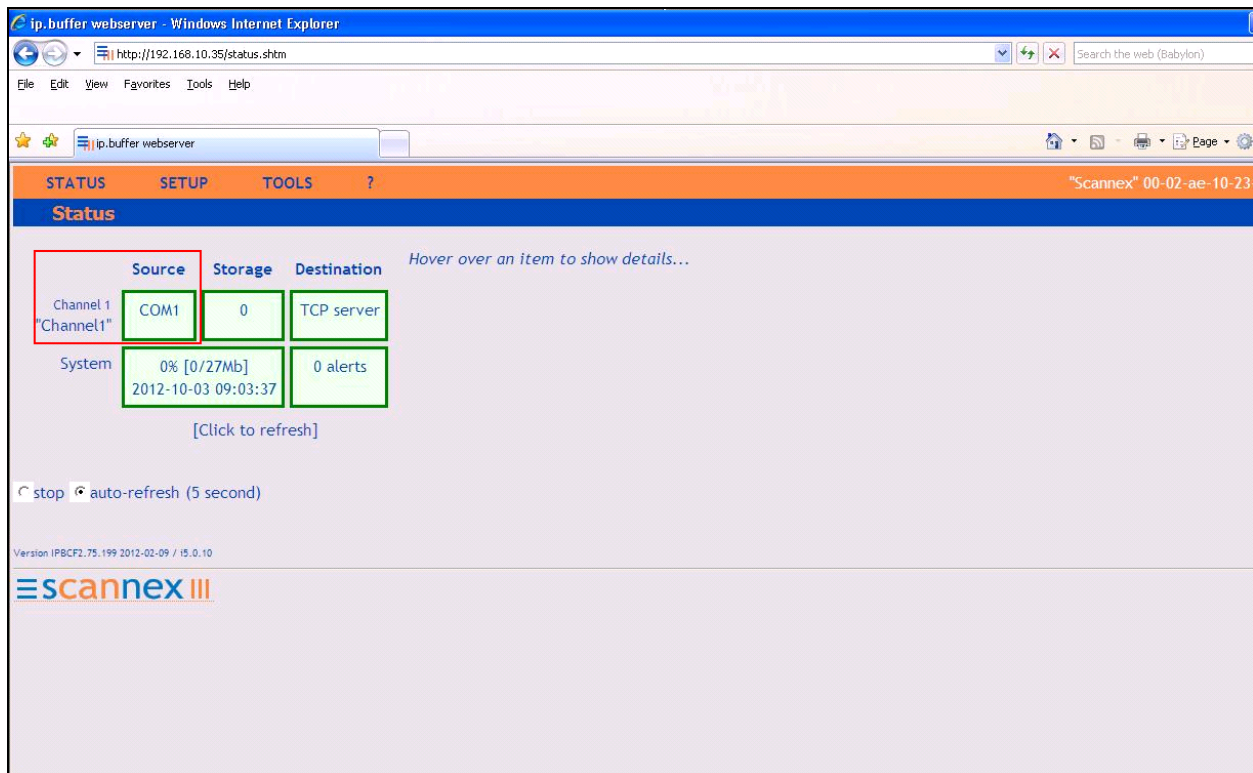 ip.buffer webserver - Windows Internet Explorer
http://192.168.10.35/status.shtm
Search the web (Babylon)
File Edit View Favorites Tools Help
ip.buffer webserver
Page
STATUS SETUP TOOLS ? "Scannex" 00-02-ae-10-23
Status
Source Storage Destination Hover over an item to show details...
Channel 1 COM1 0 TCP server
"Channel1"
System 0% [0/27Mb] 0 alerts
2012-10-03 09:03:37
[Click to refresh]
stop auto-refresh (5 second)
Version IPBCF2.75.199 2012-02-09 / i5.0.10
scannex